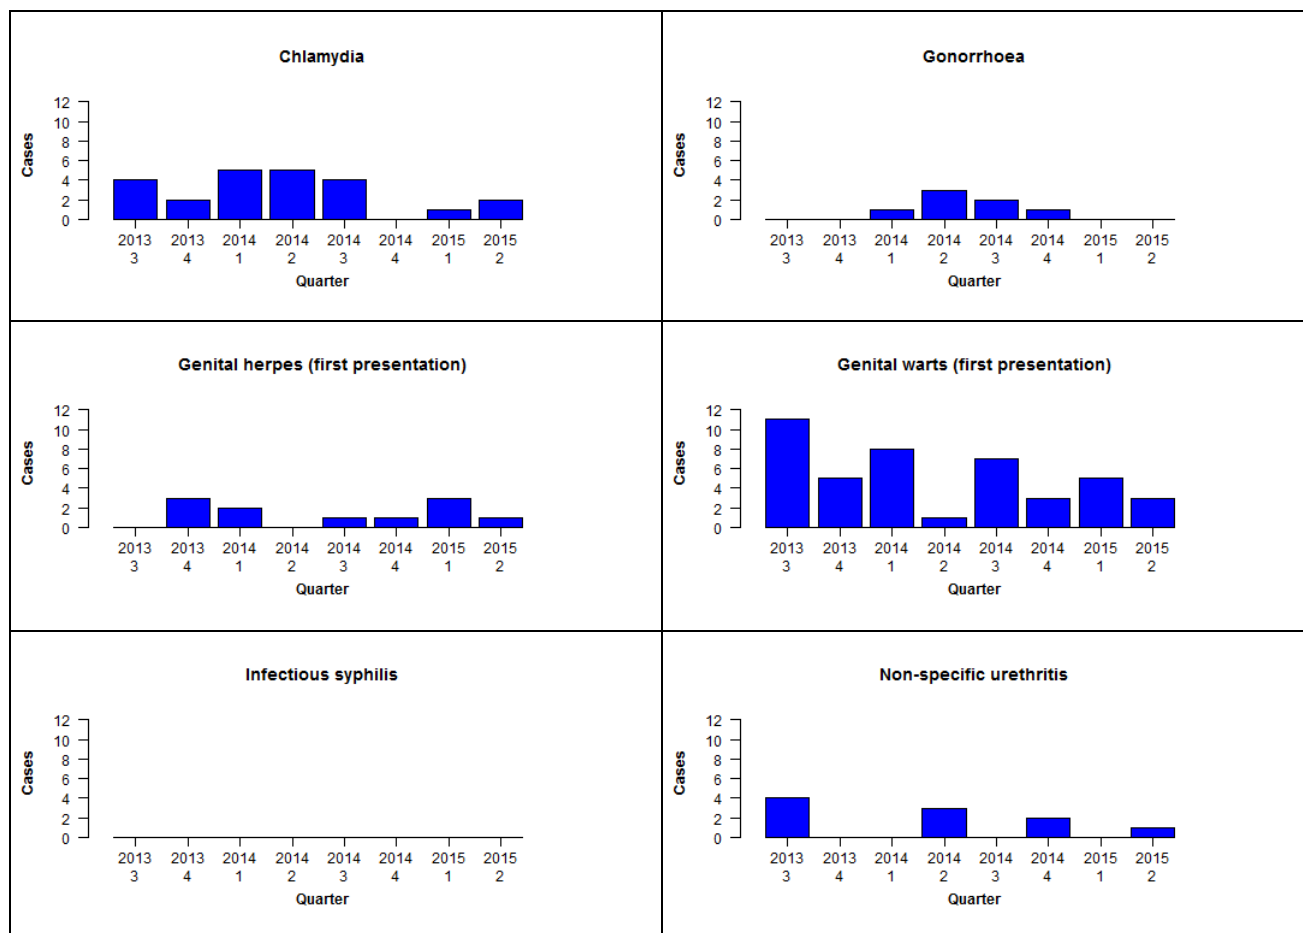 Chlamydia
Cases
12
10
8
6
4
2
0
2013 2013 2014 2014 2014 2014 2015 2015
3 4 1 2 3 4 1 2
Quarter
Gonorrhoea
Cases
12
10
8
6
4
2
0
2013 2013 2014 2014 2014 2014 2015 2015
3 4 1 2 3 4 1 2
Quarter
Genital herpes (first presentation)
Cases
12
10
8
6
4
2
0
2013 2013 2014 2014 2014 2014 2015 2015
3 4 1 2 3 4 1 2
Quarter
Genital warts (first presentation)
Cases
12
10
8
6
4
2
0
2013 2013 2014 2014 2014 2014 2015 2015
3 4 1 2 3 4 1 2
Quarter
Infectious syphilis
Cases
12
10
8
6
4
2
0
2013 2013 2014 2014 2014 2014 2015 2015
3 4 1 2 3 4 1 2
Quarter
Non-specific urethritis
Cases
12
10
8
6
4
2
0
2013 2013 2014 2014 2014 2014 2015 2015
3 4 1 2 3 4 1 2
Quarter